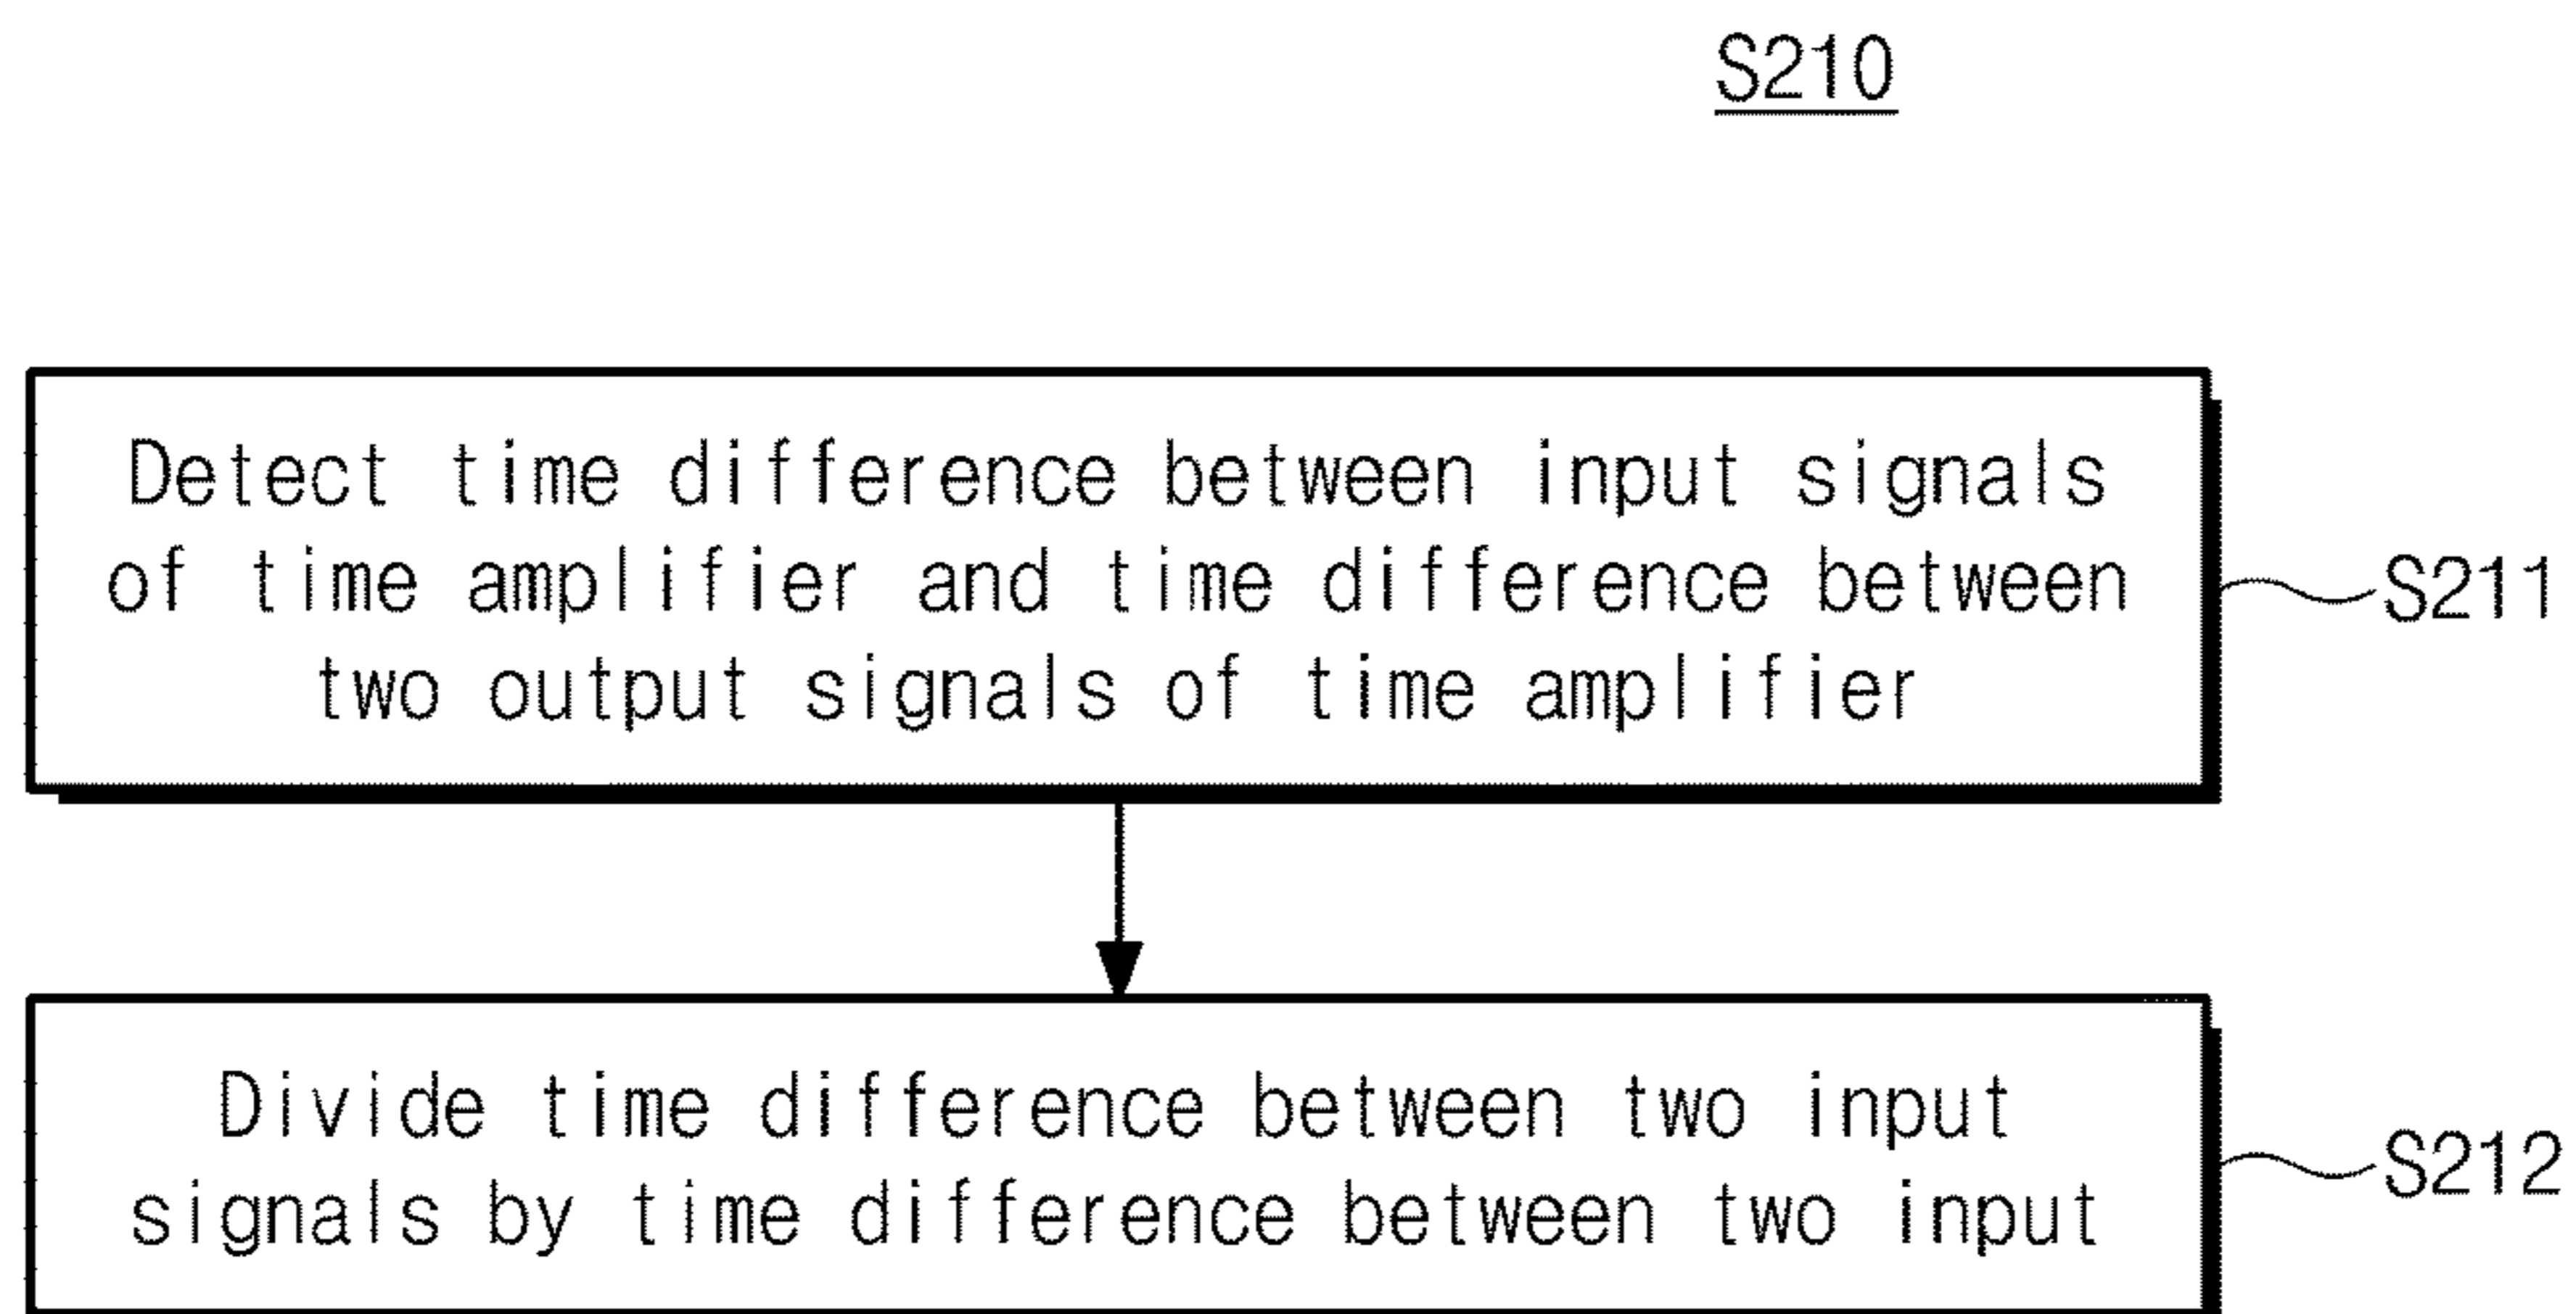 S210
Detect time difference between input signals
of time amplifier and time difference between
two output signals of time amplifier
S211
Divide time difference between two input
signals by time difference between two input
S212